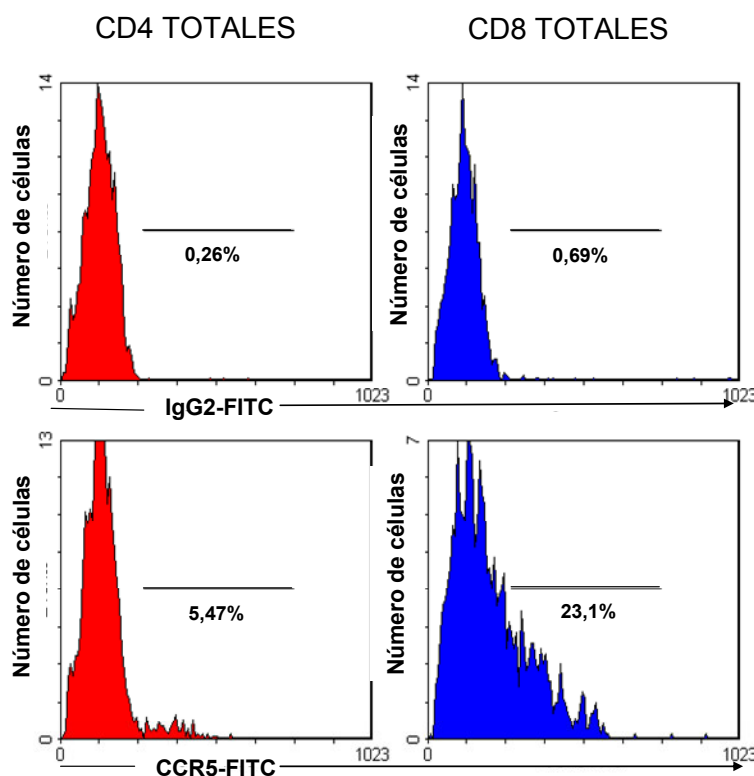 CD4 TOTALES
CD8 TOTALES
14
Número de células
0,26%
0
0
1023
14
Número de células
0,69%
0
0
1023
IgG2-FITC
13
Número de células
5,47%
0
0
1023
7
Número de células
23,1%
0
0
1023
CCR5-FITC